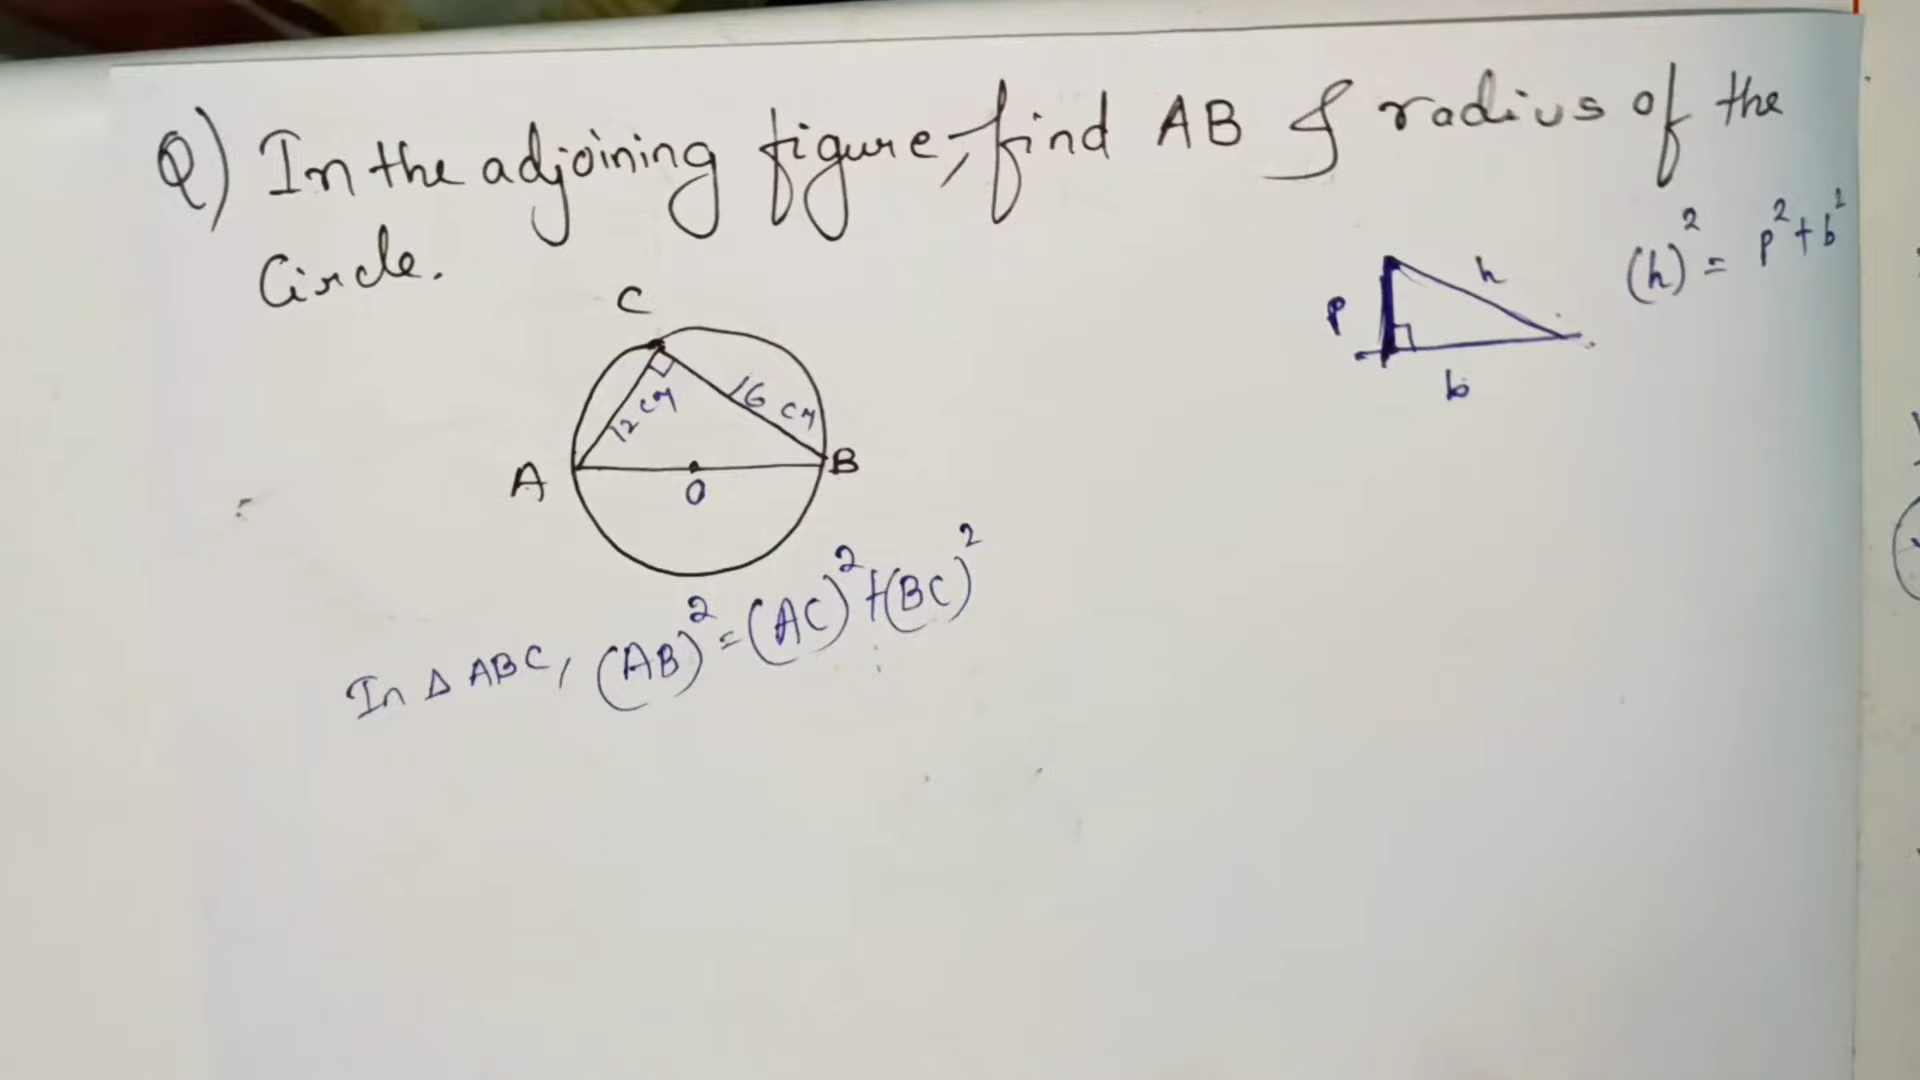 Q) In the adjoining figure, find AB & radius of the
Circle.
C
12 cm
16 cm
A
B
O
p
h
b
(h)² = p² + b²
In Δ ABC, (AB)² = (AC)² + (BC)²